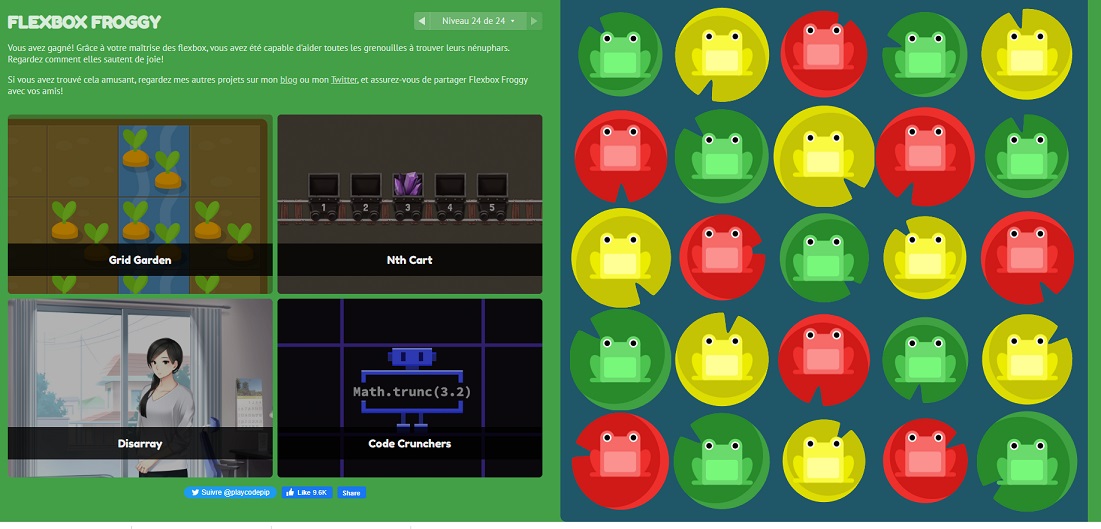 FLEXBOX FROGGY
Niveau 24 de 24
Vous avez gagné! Grâce à votre maîtrise des flexbox, vous avez été capable d'aider toutes les grenouilles à trouver leurs nénuphars.
Regardez comment elles sautent de joie!
Si vous avez trouvé cela amusant, regardez mes autres projets sur mon blog ou mon Twitter, et assurez-vous de partager Flexbox Froggy
avec vos amis!
1 2 3 4 5
Grid Garden
Nth Cart
Math.trunc(3.2)
Disarray
Code Crunchers
Suivre @playcodepip
Like 9.6K
Share